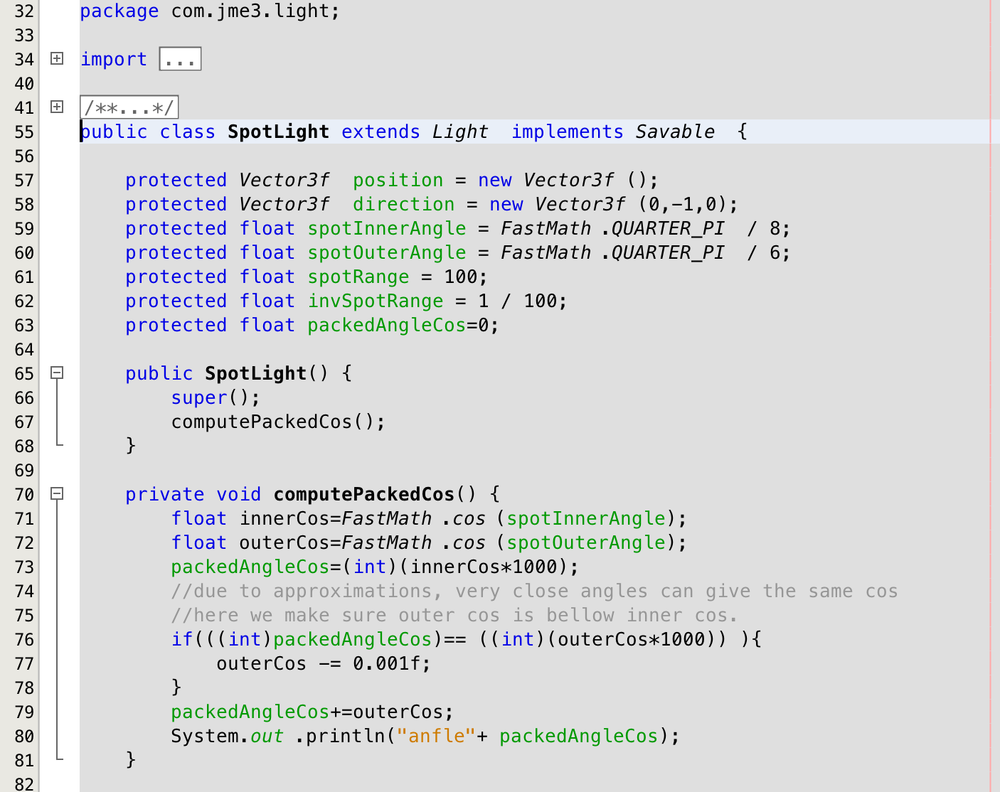 32 package com.jme3.light;
33
34 import ...
40
41 /**...*/
55 public class SpotLight extends Light  implements Savable  {
56
57     protected Vector3f  position = new Vector3f ();
58     protected Vector3f  direction = new Vector3f (0,-1,0);
59     protected float spotInnerAngle = FastMath .QUARTER_PI  / 8;
60     protected float spotOuterAngle = FastMath .QUARTER_PI  / 6;
61     protected float spotRange = 100;
62     protected float invSpotRange = 1 / 100;
63     protected float packedAngleCos=0;
64
65     public SpotLight() {
66         super();
67         computePackedCos();
68     }
69
70     private void computePackedCos() {
71         float innerCos=FastMath .cos (spotInnerAngle);
72         float outerCos=FastMath .cos (spotOuterAngle);
73         packedAngleCos=(int)(innerCos*1000);
74         //due to approximations, very close angles can give the same cos
75         //here we make sure outer cos is bellow inner cos.
76         if(((int)packedAngleCos)== ((int)(outerCos*1000)) ){
77             outerCos -= 0.001f;
78         }
79         packedAngleCos+=outerCos;
80         System.out .println("anfle"+ packedAngleCos);
81     }
82